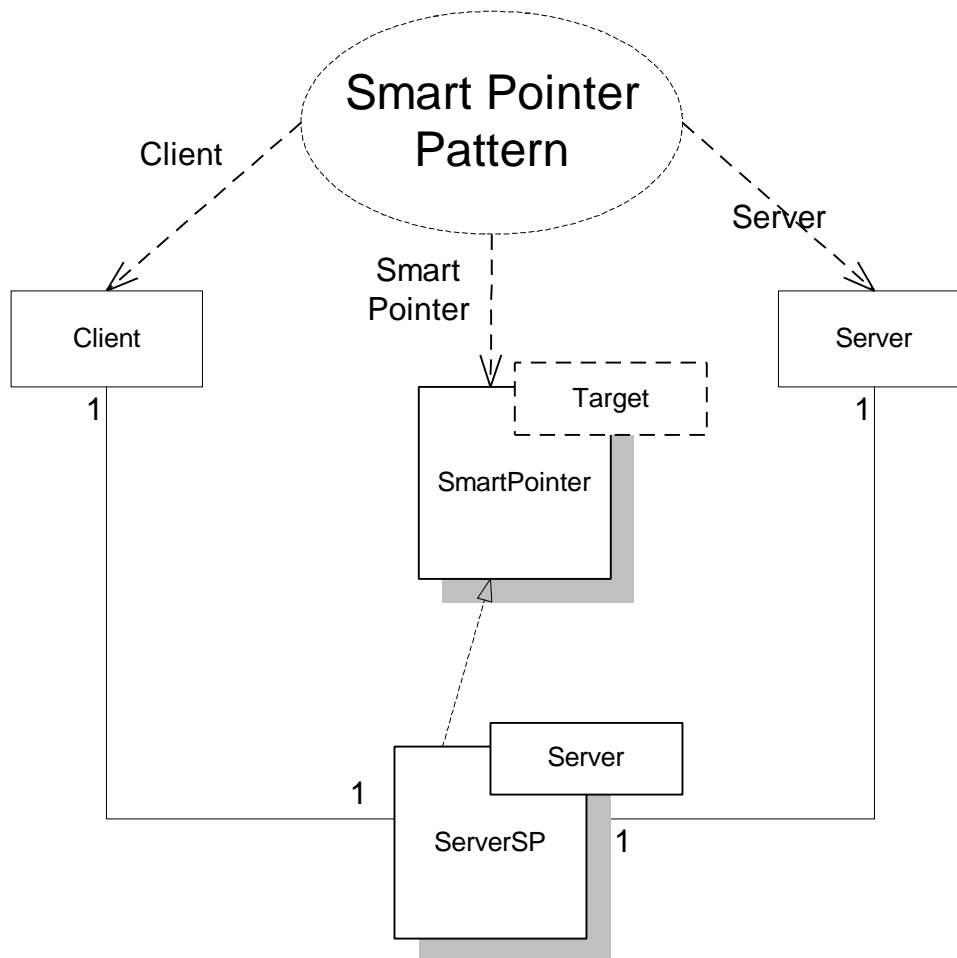 Smart Pointer
Pattern
Client
Server
Smart
Pointer
Client
Server
Target
1
1
SmartPointer
Server
1
1
ServerSP